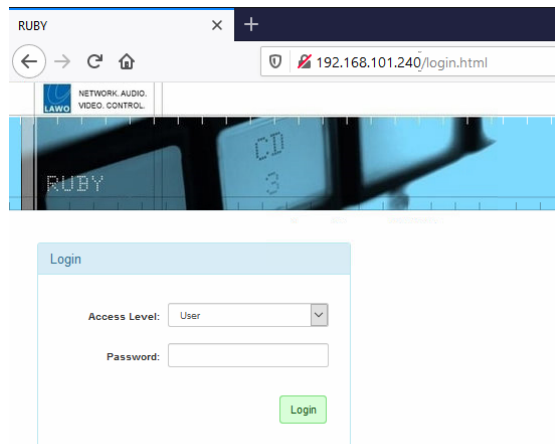 RUBY
192.168.101.240/login.html
LAWO
NETWORK. AUDIO.
VIDEO. CONTROL.
CD
3
RUBY
Login
Access Level: User
Password:
Login